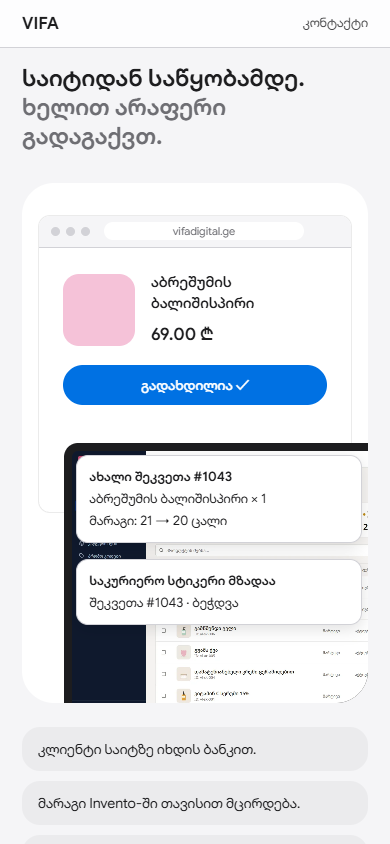 VIFA
კონტაქტი
საიტიდან საწყობამდე.
ხელით არაფერი
გადაგაქვთ.
vifadigital.ge
აბრეშუმის
ბალიშისპირი
69.00 ₾
გადახდილია ✓
ახალი შეკვეთა #1043
აბრეშუმის ბალიშისპირი × 1
მარაგი: 21 → 20 ცალი
საკურიერო სტიკერი მზადაა
შეკვეთა #1043 · ბეჭდვა
კლიენტი საიტზე იხდის ბანკით.
მარაგი Invento-ში თავისით მცირდება.